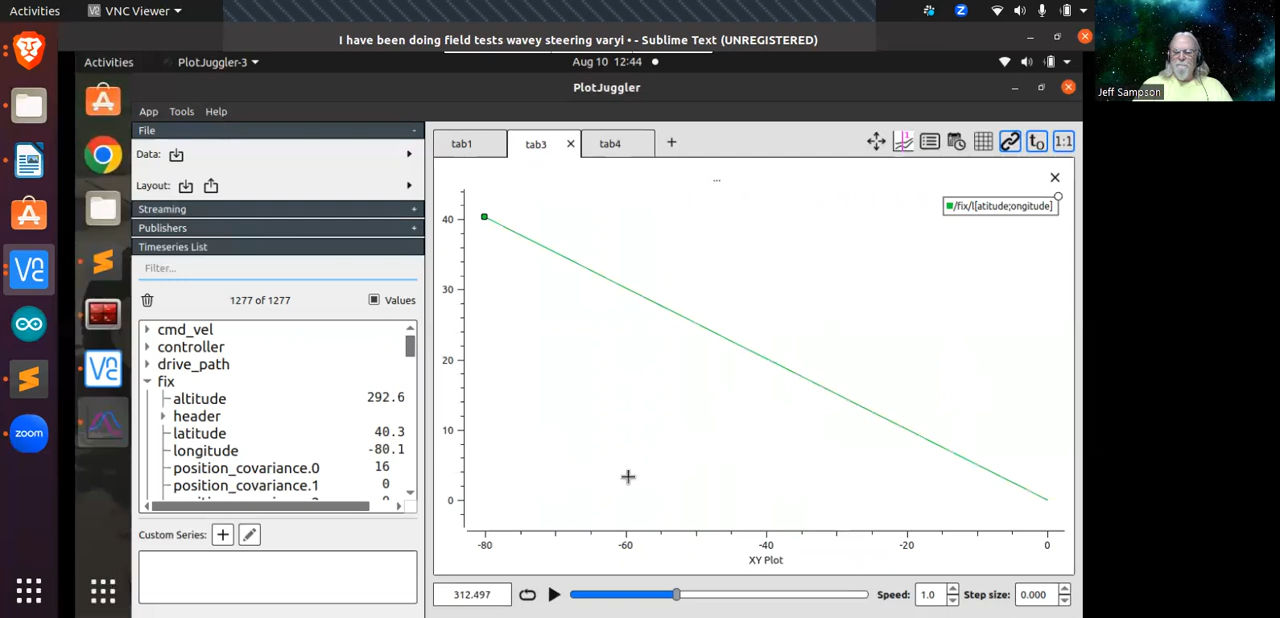 Activities
VNC Viewer
I have been doing field tests wavey steering varyi • - Sublime Text (UNREGISTERED)
Jeff Sampson
Activities
PlotJuggler-3
Aug 10 12:44
PlotJuggler
App Tools Help
File
Data:
Layout:
Streaming
Publishers
Timeseries List
Filter...
1277 of 1277
Values
cmd_vel
controller
drive_path
fix
altitude 292.6
header
latitude 40.3
longitude -80.1
position_covariance.0 16
position_covariance.1 0
Custom Series:
tab1
tab3
tab4
1:1
...
/fix/l[atitude;ongitude]
40
30
20
10
0
-80 -60 -40 -20 0
XY Plot
312.497
Speed: 1.0
Step size: 0.000
zoom